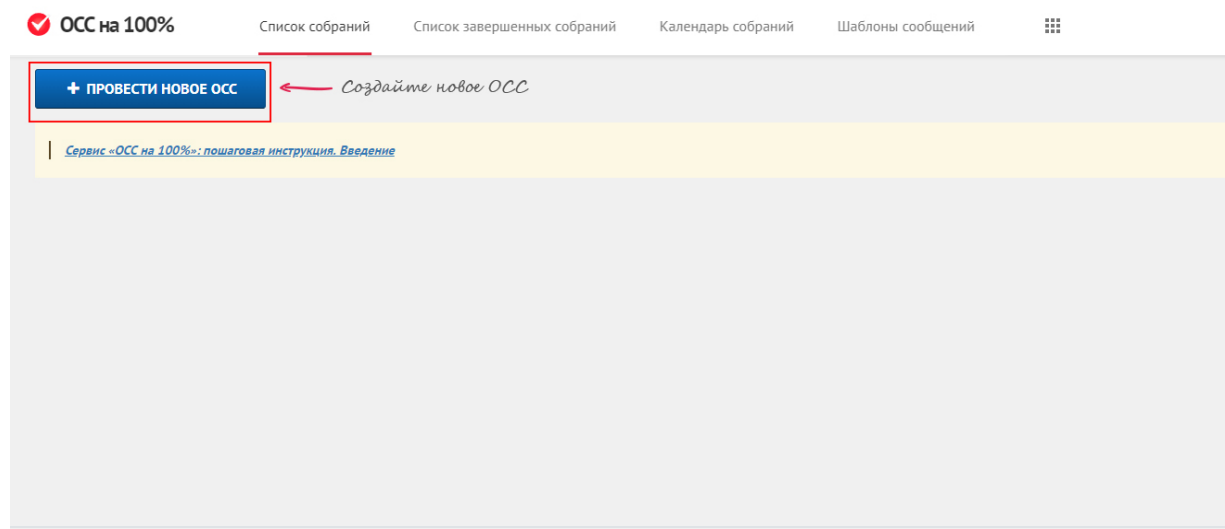 ОСС на 100%
Список собраний
Список завершенных собраний
Календарь собраний
Шаблоны сообщений
+ ПРОВЕСТИ НОВОЕ ОСС
Создайте новое ОСС
Сервис «ОСС на 100%»: пошаговая инструкция. Введение